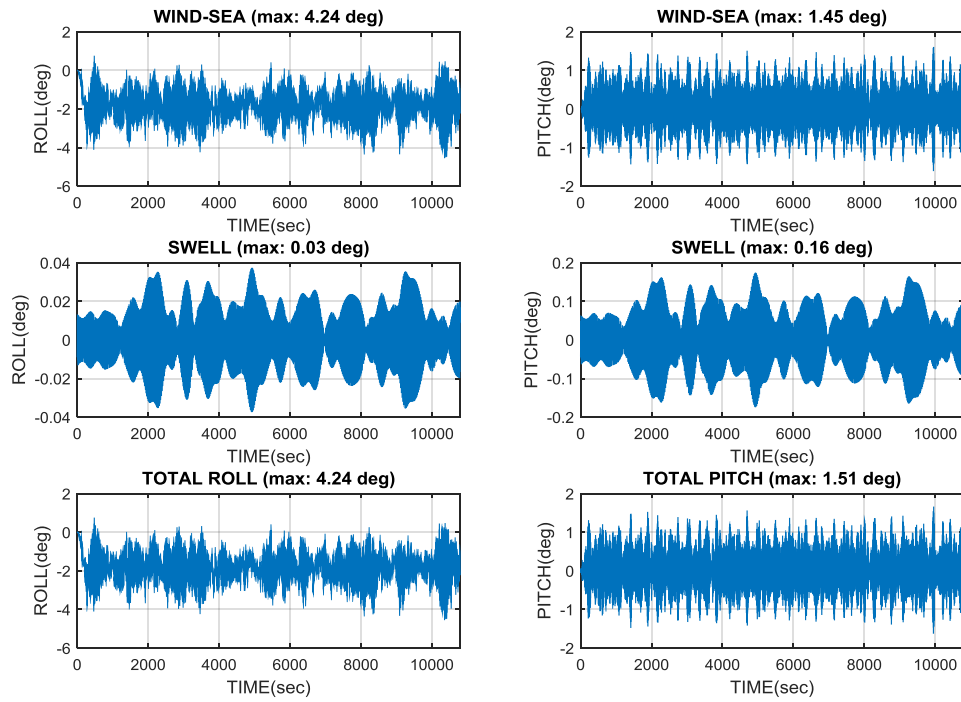 WIND-SEA (max: 4.24 deg)
2
0
-2
-4
-6
ROLL(deg)
0 2000 4000 6000 8000 10000
TIME(sec)
WIND-SEA (max: 1.45 deg)
2
1
0
-1
-2
PITCH(deg)
0 2000 4000 6000 8000 10000
TIME(sec)
SWELL (max: 0.03 deg)
0.04
0.02
0
-0.02
-0.04
ROLL(deg)
0 2000 4000 6000 8000 10000
TIME(sec)
SWELL (max: 0.16 deg)
0.2
0.1
0
-0.1
-0.2
PITCH(deg)
0 2000 4000 6000 8000 10000
TIME(sec)
TOTAL ROLL (max: 4.24 deg)
2
0
-2
-4
-6
ROLL(deg)
0 2000 4000 6000 8000 10000
TIME(sec)
TOTAL PITCH (max: 1.51 deg)
2
1
0
-1
-2
PITCH(deg)
0 2000 4000 6000 8000 10000
TIME(sec)